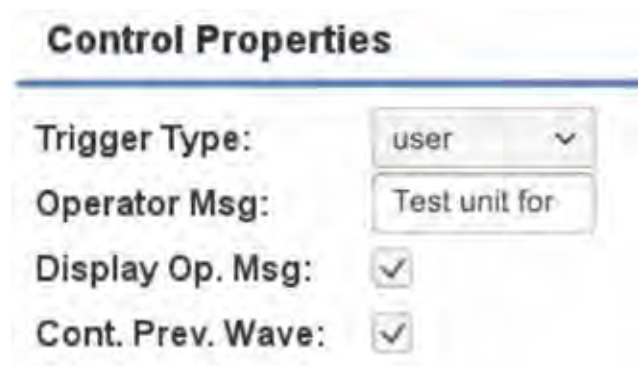 Control Properties
Trigger Type: user
Operator Msg: Test unit for
Display Op. Msg:
Cont. Prev. Wave: